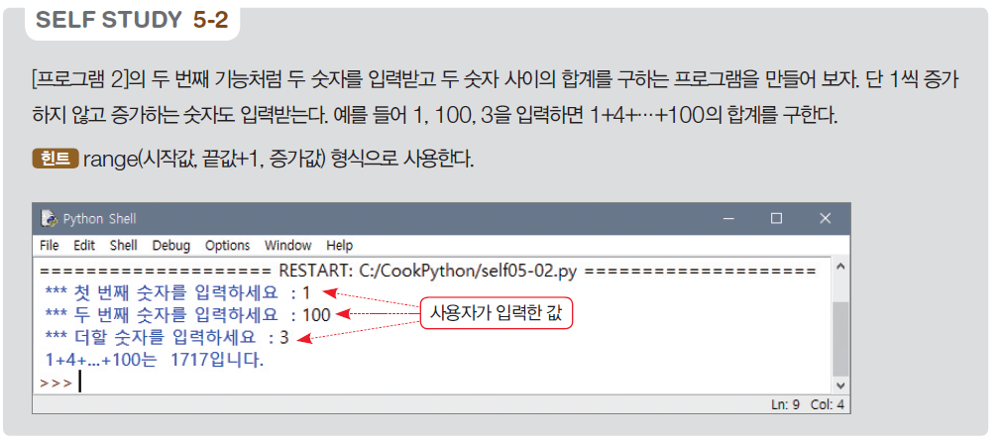 SELF STUDY 5-2
[프로그램 2]의 두 번째 기능처럼 두 숫자를 입력받고 두 숫자 사이의 합계를 구하는 프로그램을 만들어 보자. 단 1씩 증가
하지 않고 증가하는 숫자도 입력받는다. 예를 들어 1, 100, 3을 입력하면 1+4+…+100의 합계를 구한다.
힌트 range(시작값, 끝값+1, 증가값) 형식으로 사용한다.
Python Shell
File Edit Shell Debug Options Window Help
==================== RESTART: C:/CookPython/self05-02.py ====================
*** 첫 번째 숫자를 입력하세요 : 1
*** 두 번째 숫자를 입력하세요 : 100
사용자가 입력한 값
*** 더할 숫자를 입력하세요 : 3
1+4+...+100는 1717입니다.
>>>
Ln: 9 Col: 4